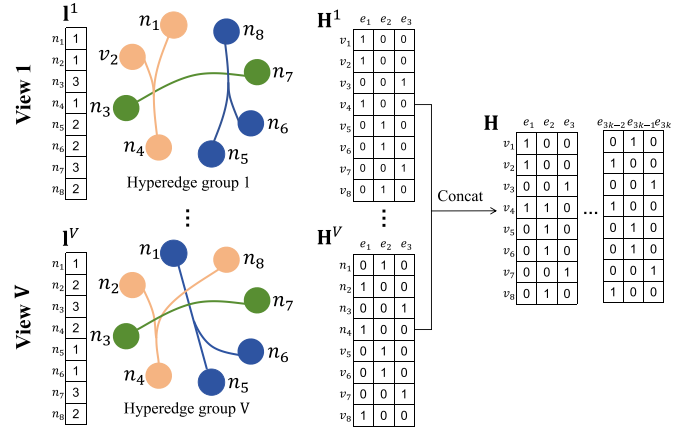 View 1
l¹
n₁ 1
n₂ 1
n₃ 3
n₄ 1
n₅ 2
n₆ 2
n₇ 3
n₈ 2
n₁
n₈
v₂
n₇
n₃
n₆
n₄
n₅
Hyperedge group 1
⋮
View V
l^V
n₁ 1
n₂ 2
n₃ 3
n₄ 2
n₅ 1
n₆ 1
n₇ 3
n₈ 2
n₁
n₈
n₂
n₇
n₃
n₆
n₄
n₅
Hyperedge group V
H¹
e₁ e₂ e₃
v₁ 1 0 0
v₂ 1 0 0
v₃ 0 0 1
v₄ 1 0 0
v₅ 0 1 0
v₆ 0 1 0
v₇ 0 0 1
v₈ 0 1 0
⋮
H^V
e₁ e₂ e₃
n₁ 0 1 0
n₂ 1 0 0
n₃ 0 0 1
n₄ 1 0 0
v₅ 0 1 0
v₆ 0 1 0
v₇ 0 0 1
v₈ 1 0 0
Concat
H
e₁ e₂ e₃
v₁ 1 0 0
v₂ 1 0 0
v₃ 0 0 1
v₄ 1 1 0
v₅ 0 1 0
v₆ 0 1 0
v₇ 0 0 1
v₈ 0 1 0
...
e₃ₖ₋₂ e₃ₖ₋₁ e₃ₖ
0 1 0
1 0 0
0 0 1
1 0 0
0 1 0
0 1 0
0 0 1
1 0 0